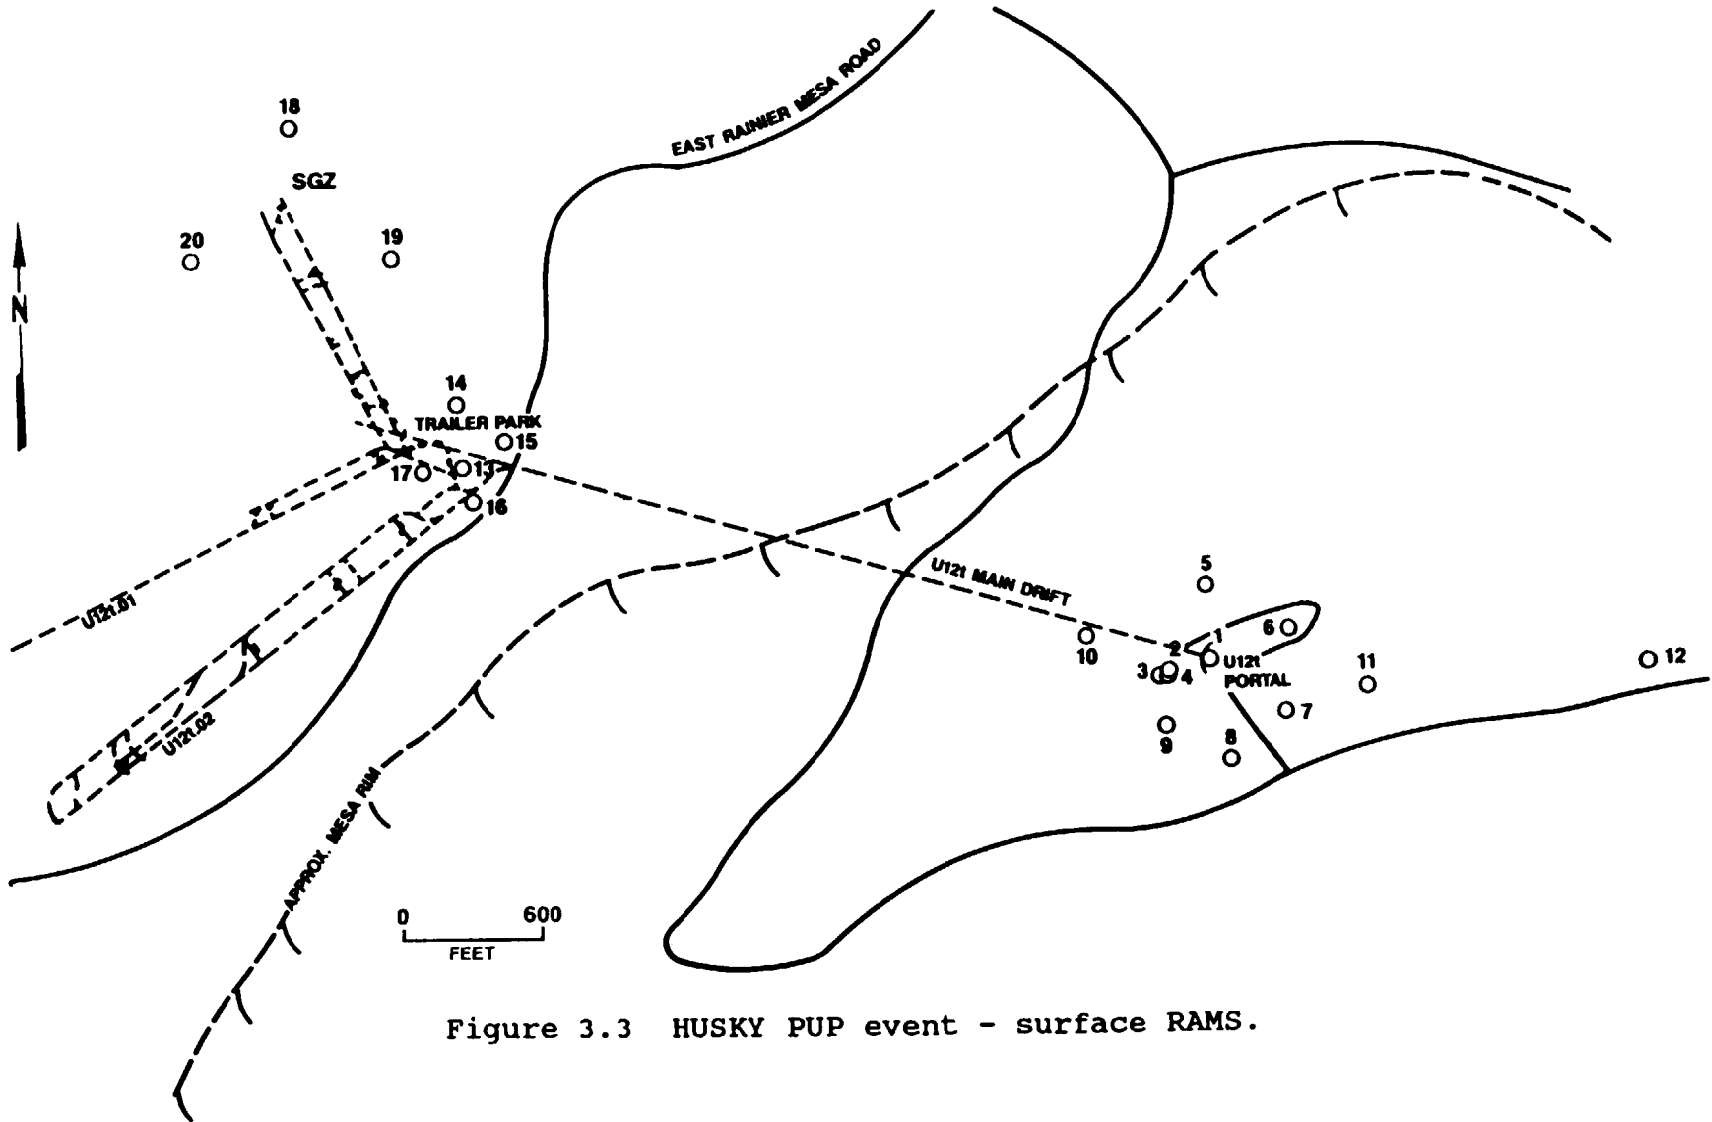 EAST RAINIER MESA ROAD
18
SGZ
20
19
N
14
TRAILER PARK
15
17
13
16
U12t.01
U12t.02
U12t MAIN DRIFT
5
10
2
1
6
3
4
U12t
PORTAL
11
12
7
9
8
APPROX. MESA RIM
0
600
FEET
Figure 3.3 HUSKY PUP event - surface RAMS.